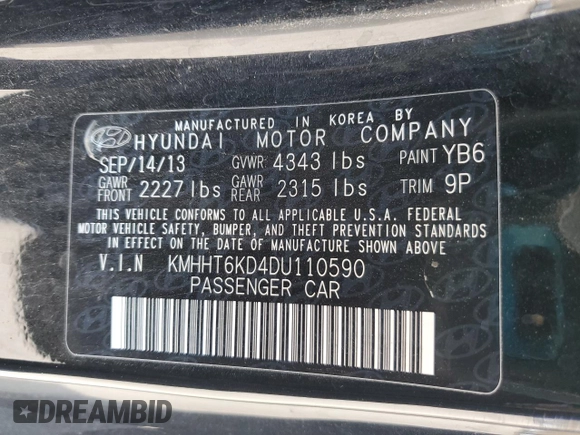 MANUFACTURED IN KOREA BY
HYUNDAI MOTOR COMPANY
SEP/14/13 GVWR 4343 lbs PAINT YB6
GAWR FRONT 2227 lbs GAWR REAR 2315 lbs TRIM 9P
THIS VEHICLE CONFORMS TO ALL APPLICABLE U.S.A. FEDERAL
MOTOR VEHICLE SAFETY, BUMPER, AND THEFT PREVENTION STANDARDS
IN EFFECT ON THE DATE OF MANUFACTURE SHOWN ABOVE.
V.I.N KMHHT6KD4DU110590
PASSENGER CAR
DREAMBID